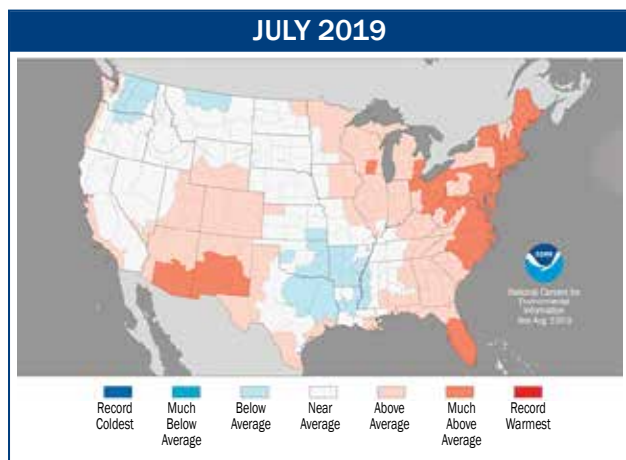 JULY 2019
National Centers for
Environmental
Information
Record
Coldest
Much
Below
Average
Below
Average
Near
Average
Above
Average
Much
Above
Average
Record
Warmest